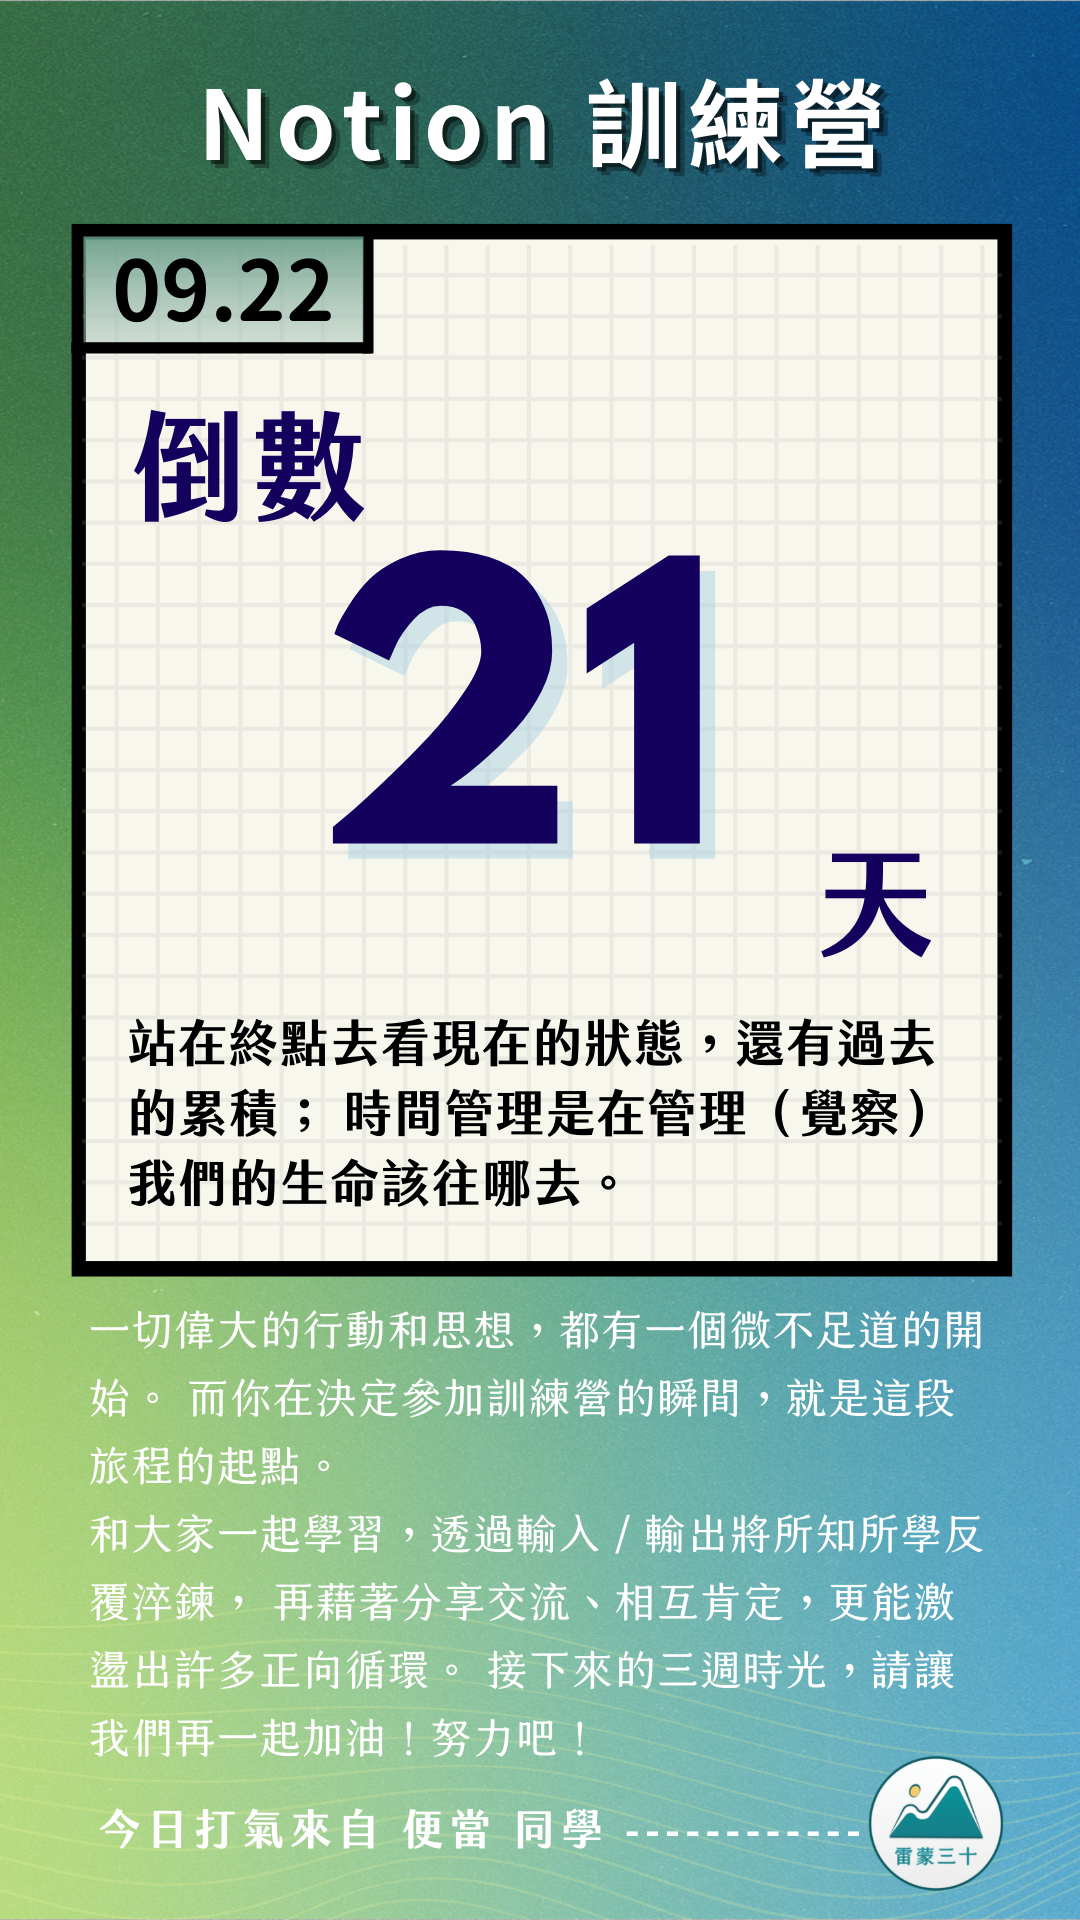 Notion 訓練營
09.22
倒數
21
天
站在終點去看現在的狀態，還有過去
的累積； 時間管理是在管理（覺察）
我們的生命該往哪去。
一切偉大的行動和思想，都有一個微不足道的開
始。 而你在決定參加訓練營的瞬間，就是這段
旅程的起點。
和大家一起學習，透過輸入 / 輸出將所知所學反
覆淬鍊， 再藉著分享交流、相互肯定，更能激
盪出許多正向循環。 接下來的三週時光，請讓
我們再一起加油！努力吧！
今日打氣來自 便當 同學 ------------
雷蒙三十